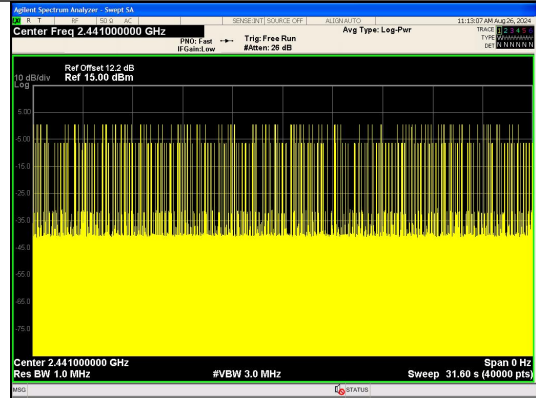 Agilent Spectrum Analyzer - Swept SA
R T RF 50 Ω AC SENSE:INT SOURCE OFF ALIGN AUTO 11:13:07 AM Aug 26, 2024
Center Freq 2.441000000 GHz
PNO: Fast
IFGain:Low
Trig: Free Run
#Atten: 26 dB
Avg Type: Log-Pwr
TRACE 1 2 3 4 5 6
TYPE
DET N N N N N N
Ref Offset 12.2 dB
10 dB/div Ref 15.00 dBm
Log
5.00
-5.00
-15.0
-25.0
-35.0
-45.0
-55.0
-65.0
-75.0
Center 2.441000000 GHz Span 0 Hz
Res BW 1.0 MHz #VBW 3.0 MHz Sweep 31.60 s (40000 pts)
MSG STATUS